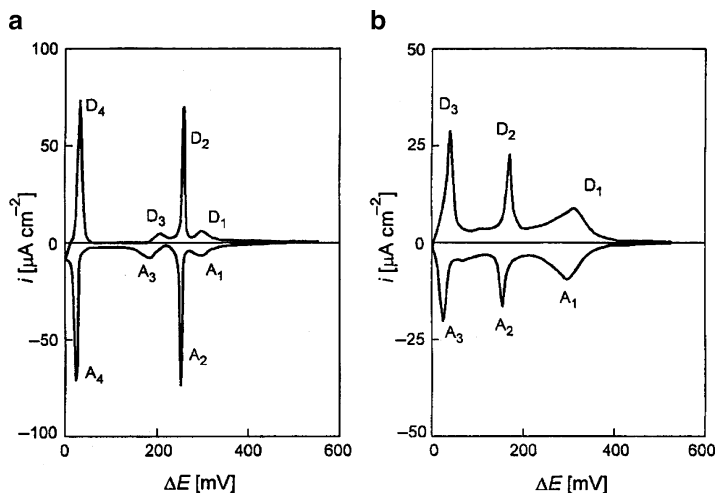 a
100
50
0
−50
−100
i [μA cm⁻²]
D₄
D₂
D₃
D₁
A₃
A₁
A₂
A₄
0
200
400
600
ΔE [mV]
b
50
25
0
−25
−50
i [μA cm⁻²]
D₃
D₂
D₁
A₃
A₂
A₁
0
200
400
600
ΔE [mV]